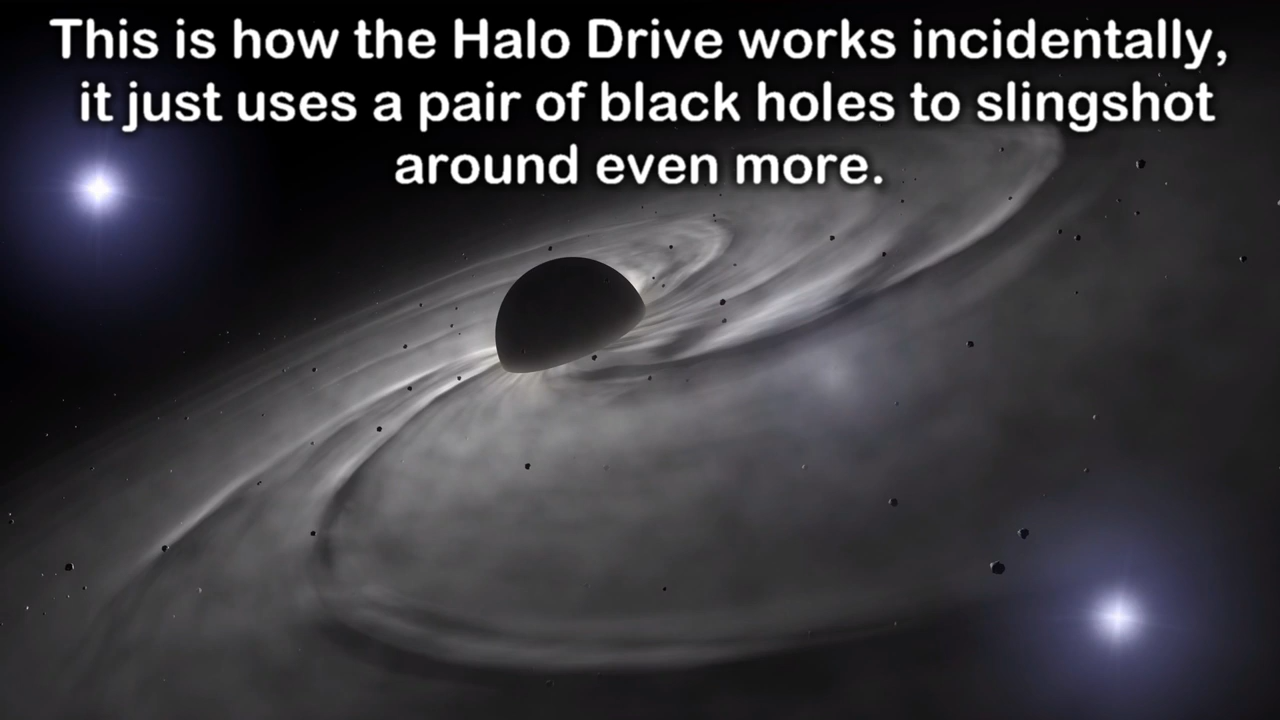 This is how the Halo Drive works incidentally,
it just uses a pair of black holes to slingshot
around even more.